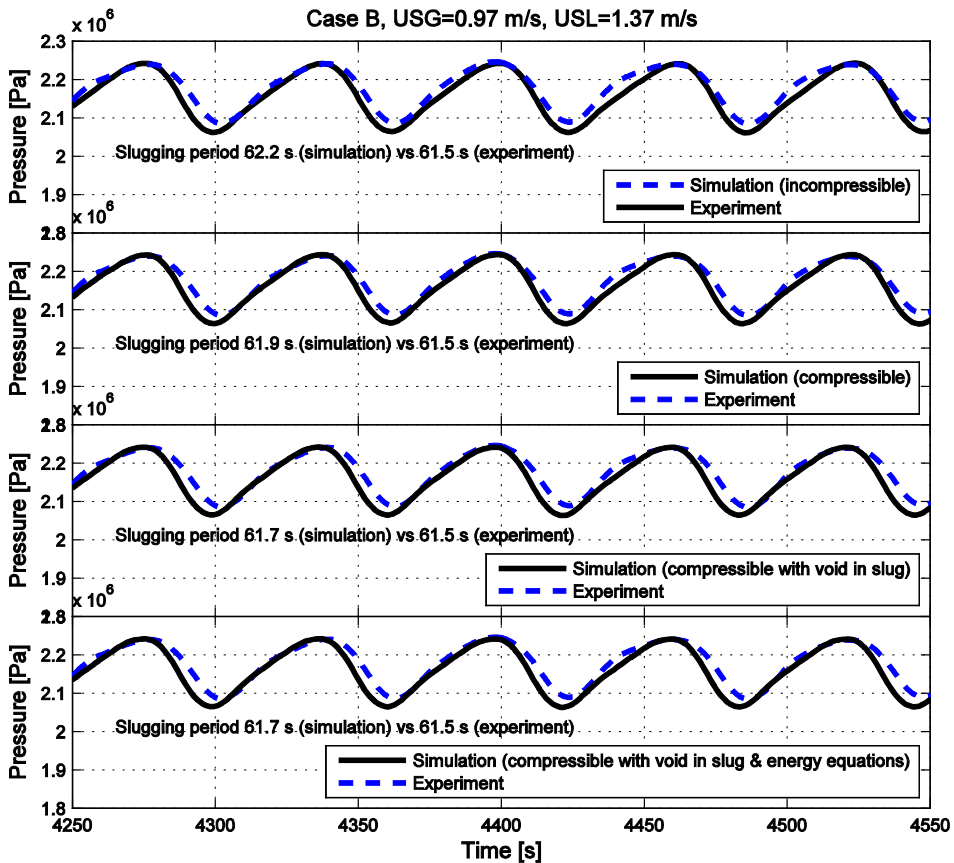 Case B, USG=0.97 m/s, USL=1.37 m/s
x 10^6
2.3
2.2
2.1
2
1.9
Pressure [Pa]
Slugging period 62.2 s (simulation) vs 61.5 s (experiment)
Simulation (incompressible)
Experiment
x 10^6
1.8
2.2
2.1
2
1.9
Pressure [Pa]
Slugging period 61.9 s (simulation) vs 61.5 s (experiment)
Simulation (compressible)
Experiment
x 10^6
1.8
2.2
2.1
2
1.9
Pressure [Pa]
Slugging period 61.7 s (simulation) vs 61.5 s (experiment)
Simulation (compressible with void in slug)
Experiment
x 10^6
1.8
2.2
2.1
2
1.9
1.8
Pressure [Pa]
Slugging period 61.7 s (simulation) vs 61.5 s (experiment)
Simulation (compressible with void in slug & energy equations)
Experiment
4250 4300 4350 4400 4450 4500 4550
Time [s]